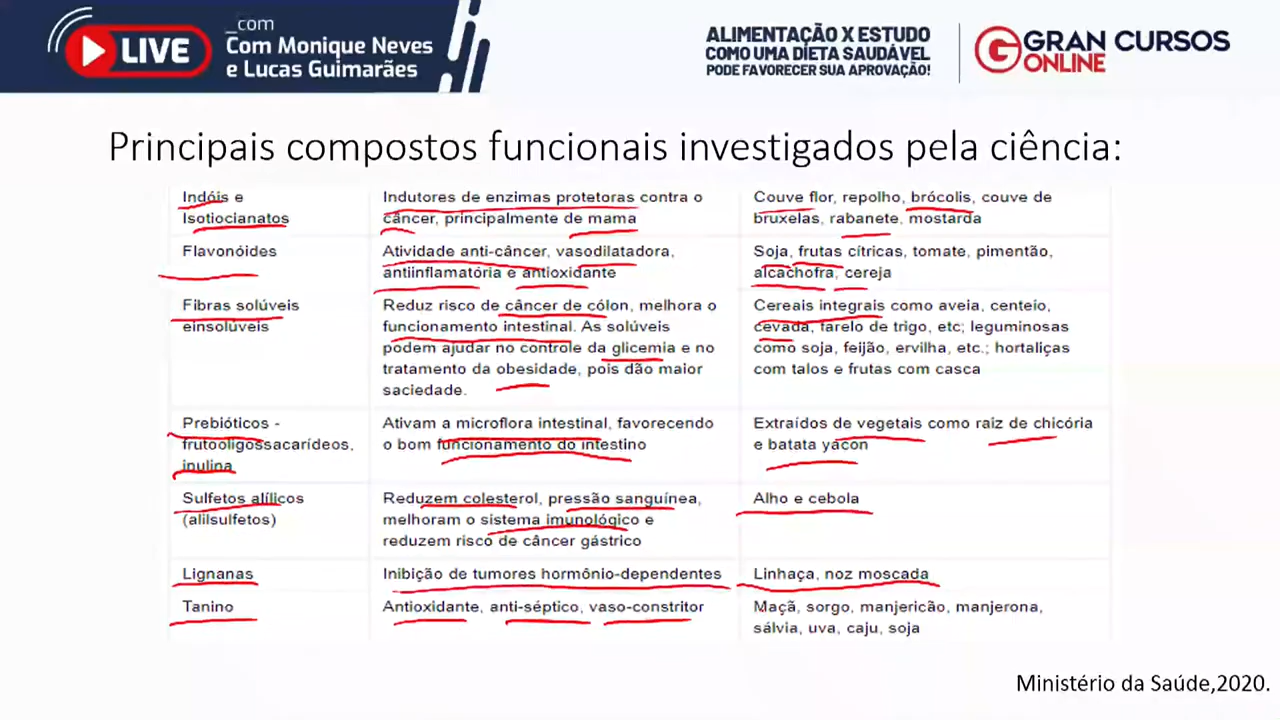 _com
LIVE
Com Monique Neves
e Lucas Guimarães
ALIMENTAÇÃO X ESTUDO
COMO UMA DIETA SAUDÁVEL
PODE FAVORECER SUA APROVAÇÃO!
GRAN CURSOS
ONLINE
Principais compostos funcionais investigados pela ciência:
Indóis e
Isotiocianatos
Indutores de enzimas protetoras contra o
câncer, principalmente de mama
Couve flor, repolho, brócolis, couve de
bruxelas, rabanete, mostarda
Flavonóides
Atividade anti-câncer, vasodilatadora,
antiinflamatória e antioxidante
Soja, frutas cítricas, tomate, pimentão,
alcachofra, cereja
Fibras solúveis
einsolúveis
Reduz risco de câncer de cólon, melhora o
funcionamento intestinal. As solúveis
podem ajudar no controle da glicemia e no
tratamento da obesidade, pois dão maior
saciedade.
Cereais integrais como aveia, centeio,
cevada, farelo de trigo, etc; leguminosas
como soja, feijão, ervilha, etc.; hortaliças
com talos e frutas com casca
Prebióticos -
frutooligossacarídeos,
inulina
Ativam a microflora intestinal, favorecendo
o bom funcionamento do intestino
Extraídos de vegetais como raiz de chicória
e batata yacón
Sulfetos alílicos
(alilsulfetos)
Reduzem colesterol, pressão sanguínea,
melhoram o sistema imunológico e
reduzem risco de câncer gástrico
Alho e cebola
Lignanas
Inibição de tumores hormônio-dependentes
Linhaça, noz moscada
Tanino
Antioxidante, anti-séptico, vaso-constritor
Maçã, sorgo, manjericão, manjerona,
sálvia, uva, caju, soja
Ministério da Saúde,2020.